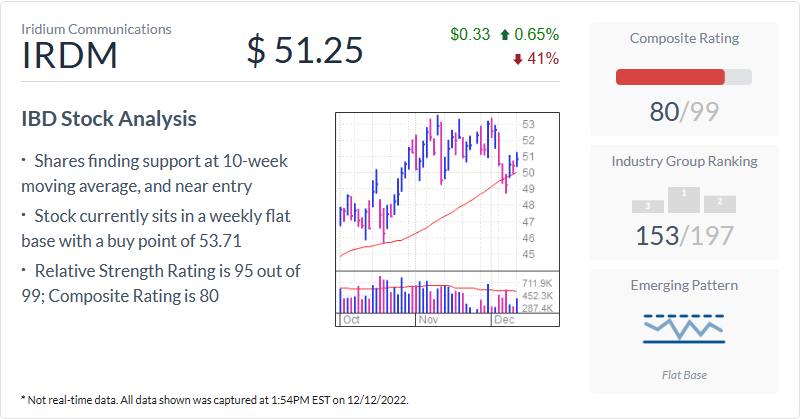 Iridium Communications
IRDM
$ 51.25
$0.33 0.65%
41%
IBD Stock Analysis
• Shares finding support at 10-week
moving average, and near entry
• Stock currently sits in a weekly flat
base with a buy point of 53.71
• Relative Strength Rating is 95 out of
99; Composite Rating is 80
53
52
51
50
49
48
47
46
45
711.9K
452.3K
287.4K
Oct Nov Dec
Composite Rating
80/99
Industry Group Ranking
3 1 2
153/197
Emerging Pattern
Flat Base
* Not real-time data. All data shown was captured at 1:54PM EST on 12/12/2022.